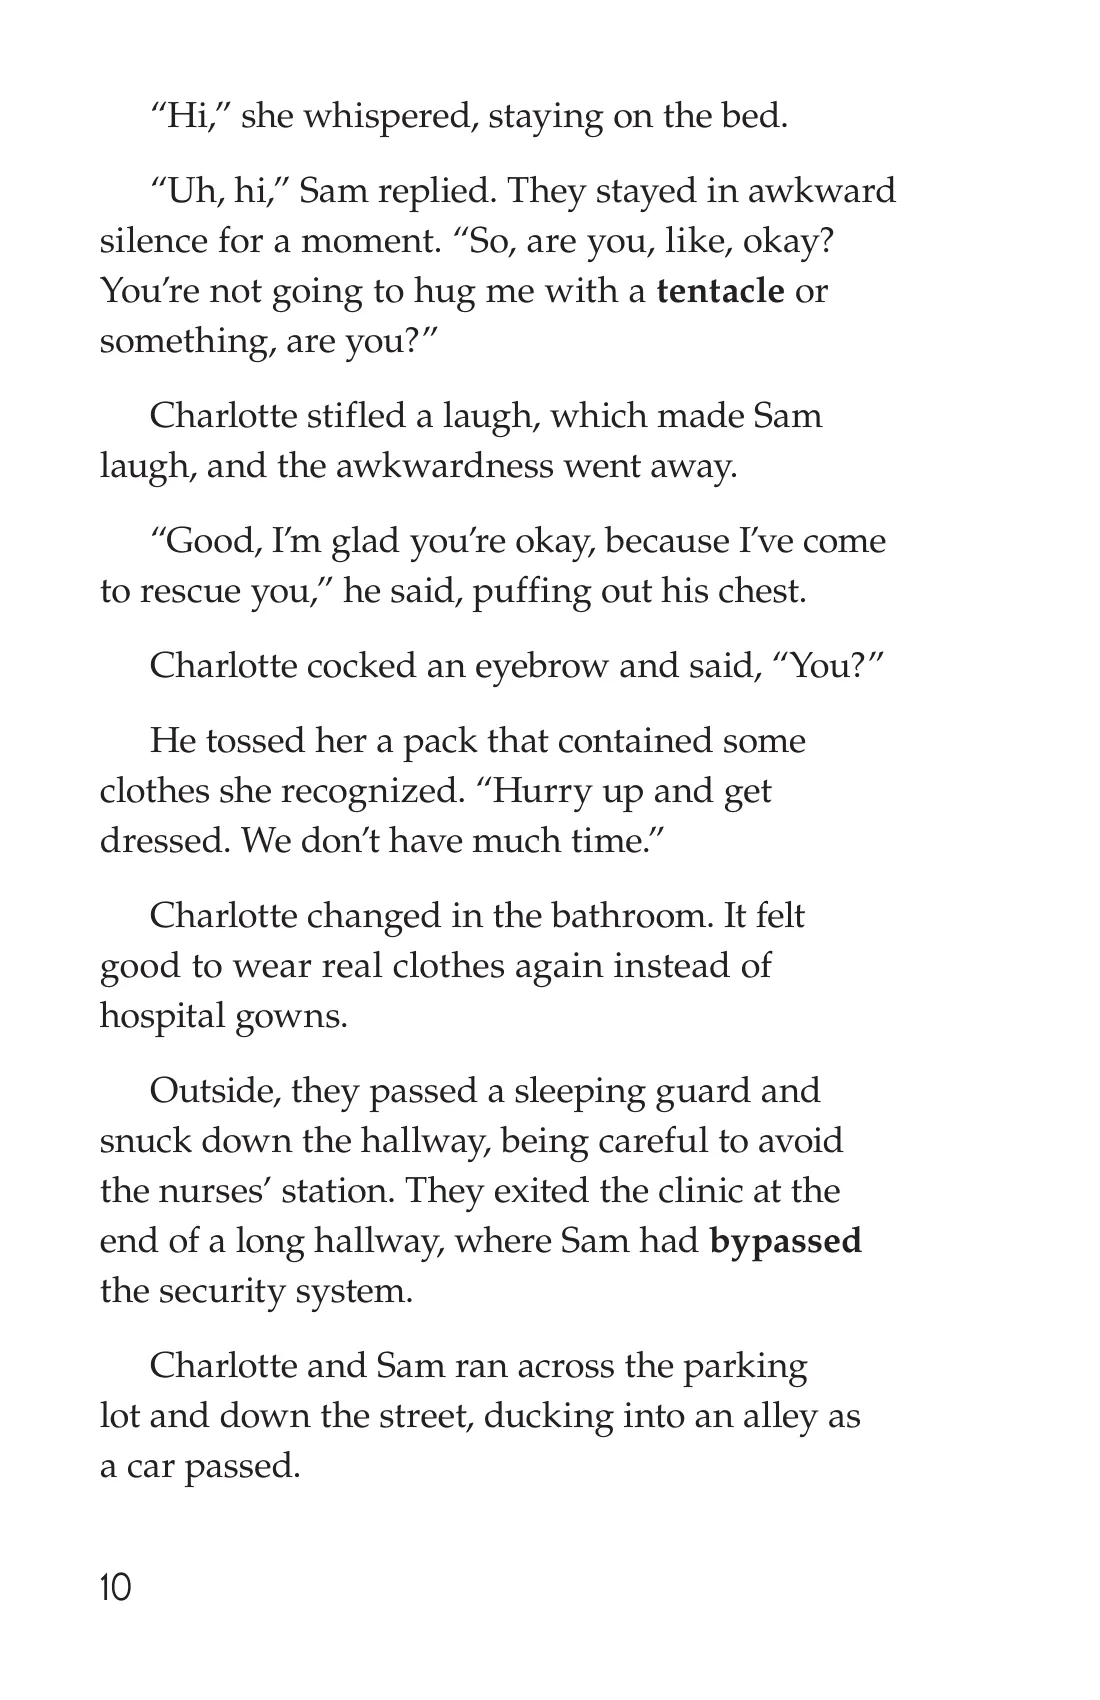 “Hi,” she whispered, staying on the bed.
“Uh, hi,” Sam replied. They stayed in awkward
silence for a moment. “So, are you, like, okay?
You’re not going to hug me with a tentacle or
something, are you?”
Charlotte stifled a laugh, which made Sam
laugh, and the awkwardness went away.
“Good, I’m glad you’re okay, because I’ve come
to rescue you,” he said, puffing out his chest.
Charlotte cocked an eyebrow and said, “You?”
He tossed her a pack that contained some
clothes she recognized. “Hurry up and get
dressed. We don’t have much time.”
Charlotte changed in the bathroom. It felt
good to wear real clothes again instead of
hospital gowns.
Outside, they passed a sleeping guard and
snuck down the hallway, being careful to avoid
the nurses’ station. They exited the clinic at the
end of a long hallway, where Sam had bypassed
the security system.
Charlotte and Sam ran across the parking
lot and down the street, ducking into an alley as
a car passed.
10